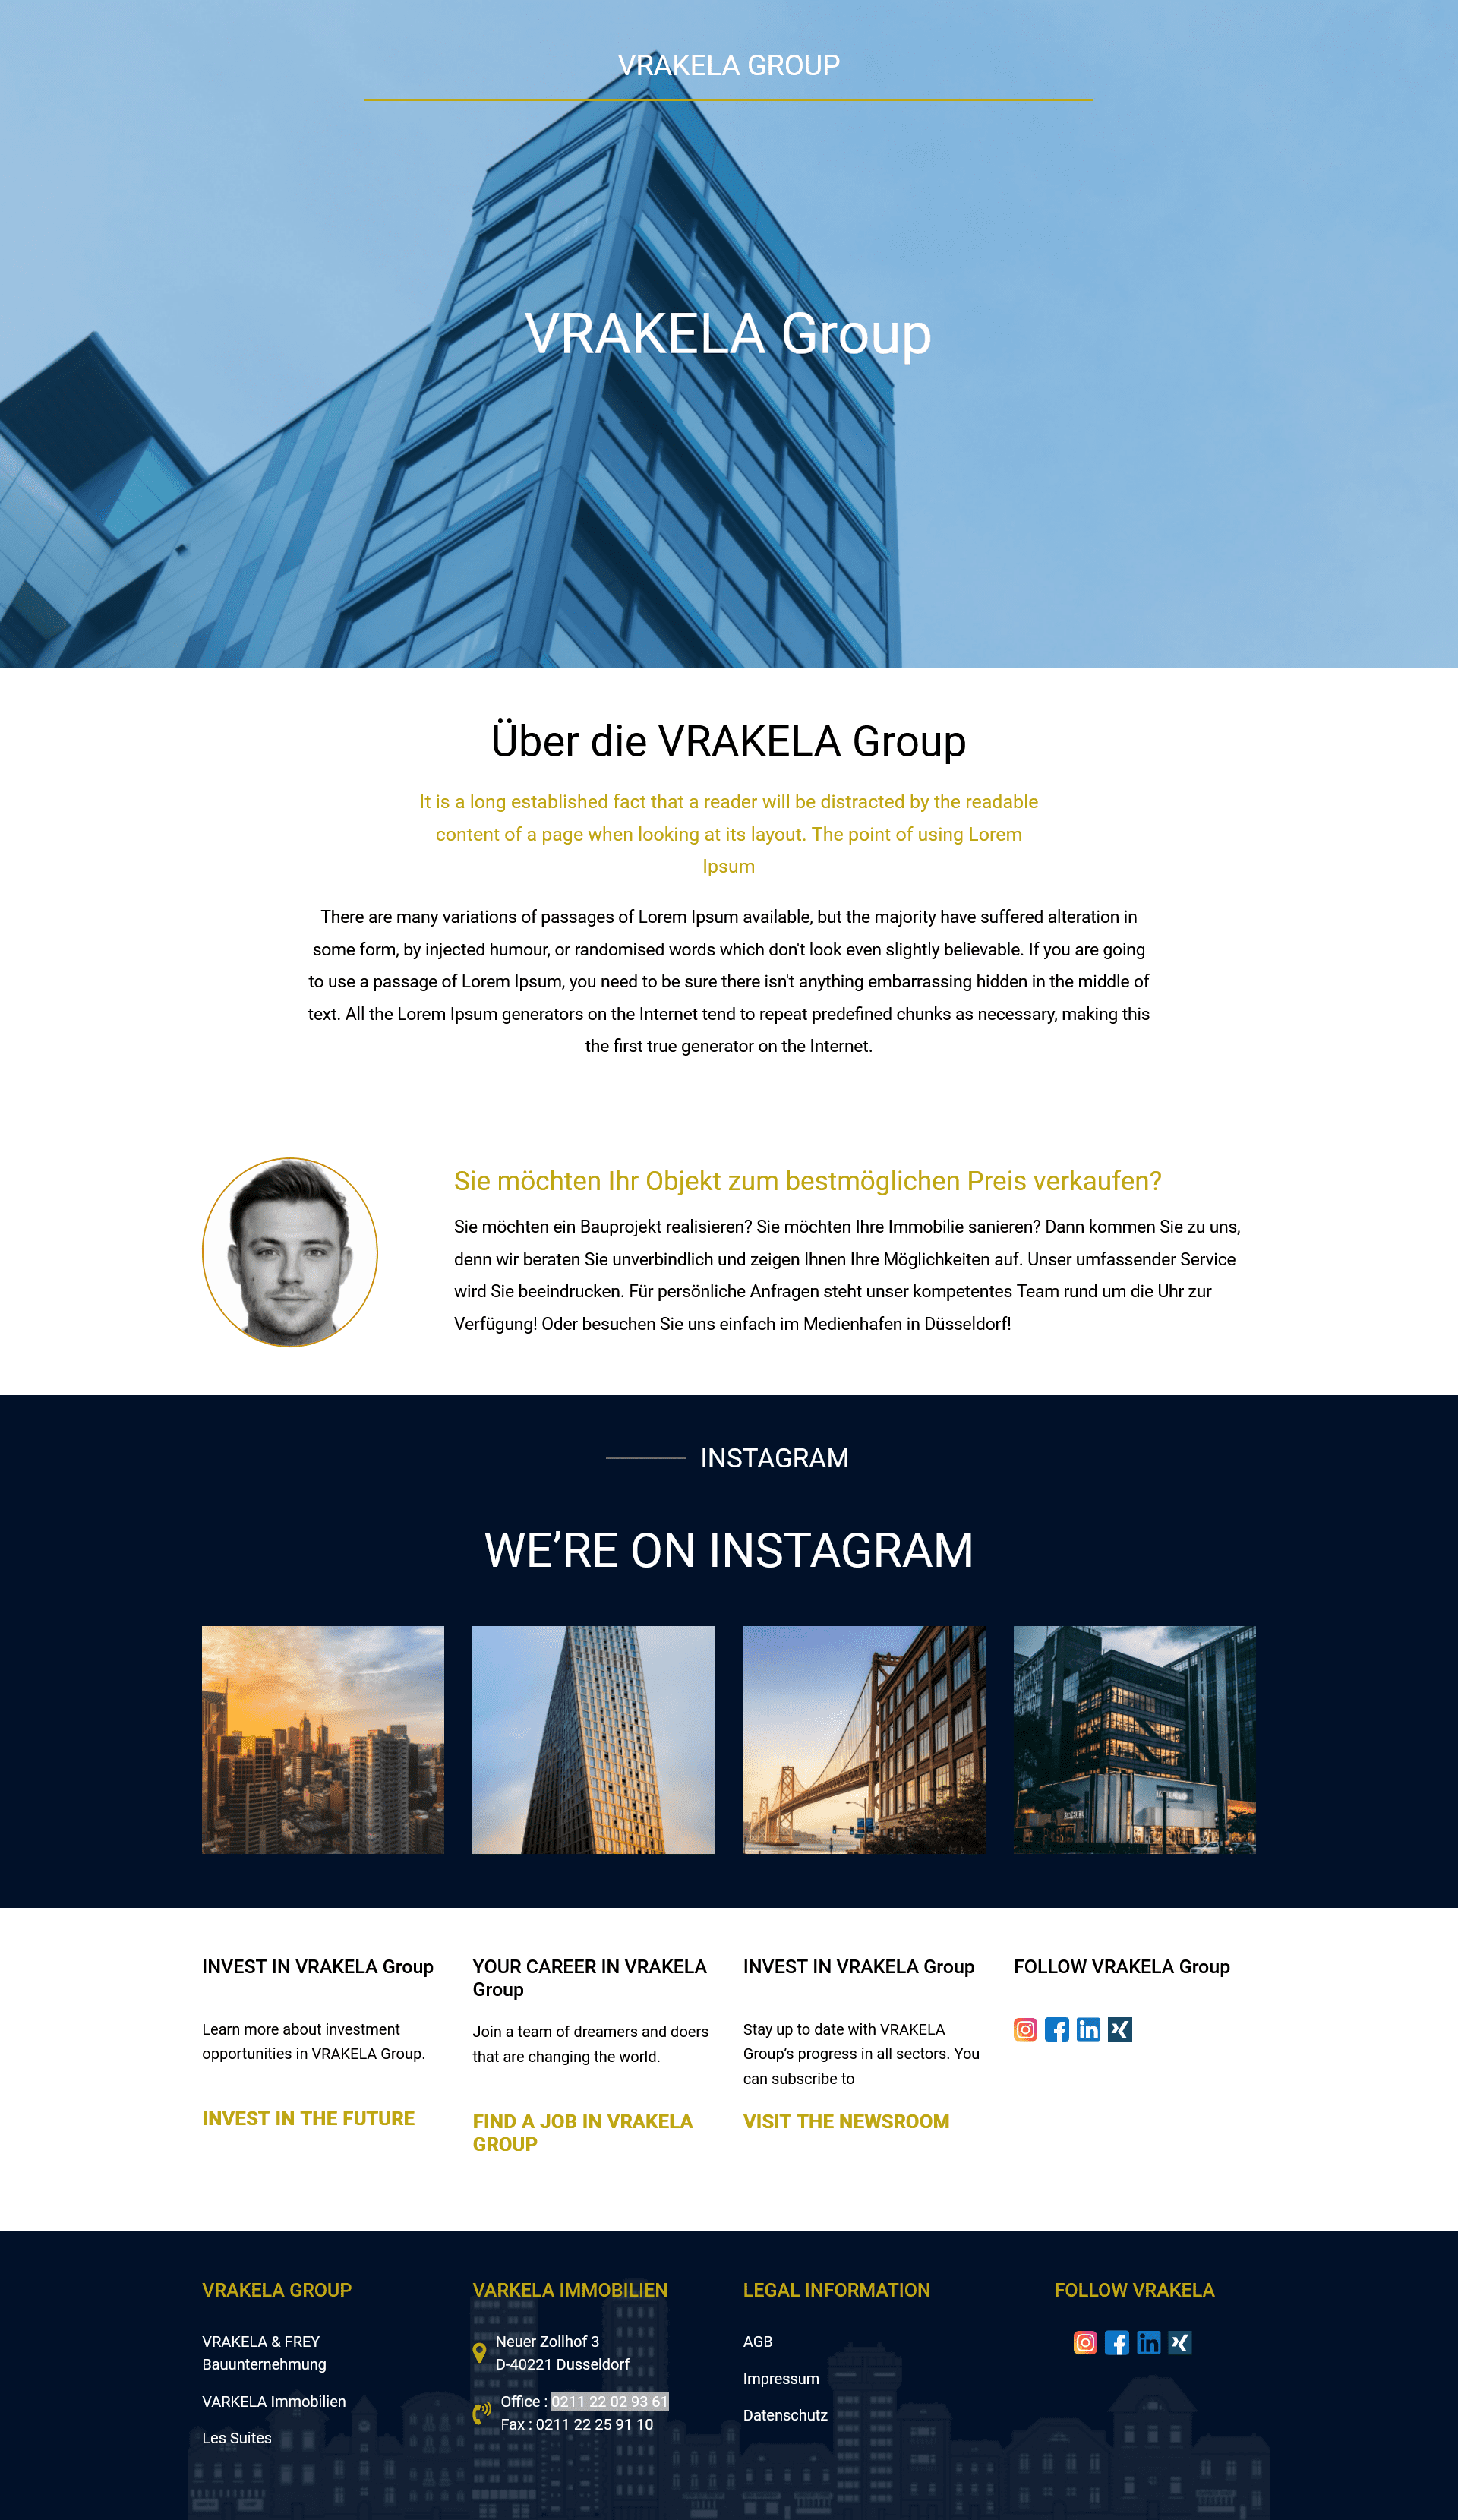 VRAKELA GROUP
VRAKELA Group
Über die VRAKELA Group
It is a long established fact that a reader will be distracted by the readable
content of a page when looking at its layout. The point of using Lorem
Ipsum
There are many variations of passages of Lorem Ipsum available, but the majority have suffered alteration in
some form, by injected humour, or randomised words which don't look even slightly believable. If you are going
to use a passage of Lorem Ipsum, you need to be sure there isn't anything embarrassing hidden in the middle of
text. All the Lorem Ipsum generators on the Internet tend to repeat predefined chunks as necessary, making this
the first true generator on the Internet.
Sie möchten Ihr Objekt zum bestmöglichen Preis verkaufen?
Sie möchten ein Bauprojekt realisieren? Sie möchten Ihre Immobilie sanieren? Dann kommen Sie zu uns,
denn wir beraten Sie unverbindlich und zeigen Ihnen Ihre Möglichkeiten auf. Unser umfassender Service
wird Sie beeindrucken. Für persönliche Anfragen steht unser kompetentes Team rund um die Uhr zur
Verfügung! Oder besuchen Sie uns einfach im Medienhafen in Düsseldorf!
INSTAGRAM
WE’RE ON INSTAGRAM
INVEST IN VRAKELA Group
Learn more about investment
opportunities in VRAKELA Group.
INVEST IN THE FUTURE
YOUR CAREER IN VRAKELA
Group
Join a team of dreamers and doers
that are changing the world.
FIND A JOB IN VRAKELA
GROUP
INVEST IN VRAKELA Group
Stay up to date with VRAKELA
Group’s progress in all sectors. You
can subscribe to
VISIT THE NEWSROOM
FOLLOW VRAKELA Group
VRAKELA GROUP
VRAKELA & FREY
Bauunternehmung
VARKELA Immobilien
Les Suites
VARKELA IMMOBILIEN
Neuer Zollhof 3
D-40221 Dusseldorf
Office : 0211 22 02 93 61
Fax : 0211 22 25 91 10
LEGAL INFORMATION
AGB
Impressum
Datenschutz
FOLLOW VRAKELA